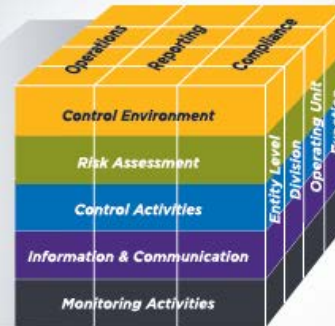 Operations
Reporting
Compliance
Control Environment
Risk Assessment
Control Activities
Information & Communication
Monitoring Activities
Entity Level
Division
Operating Unit